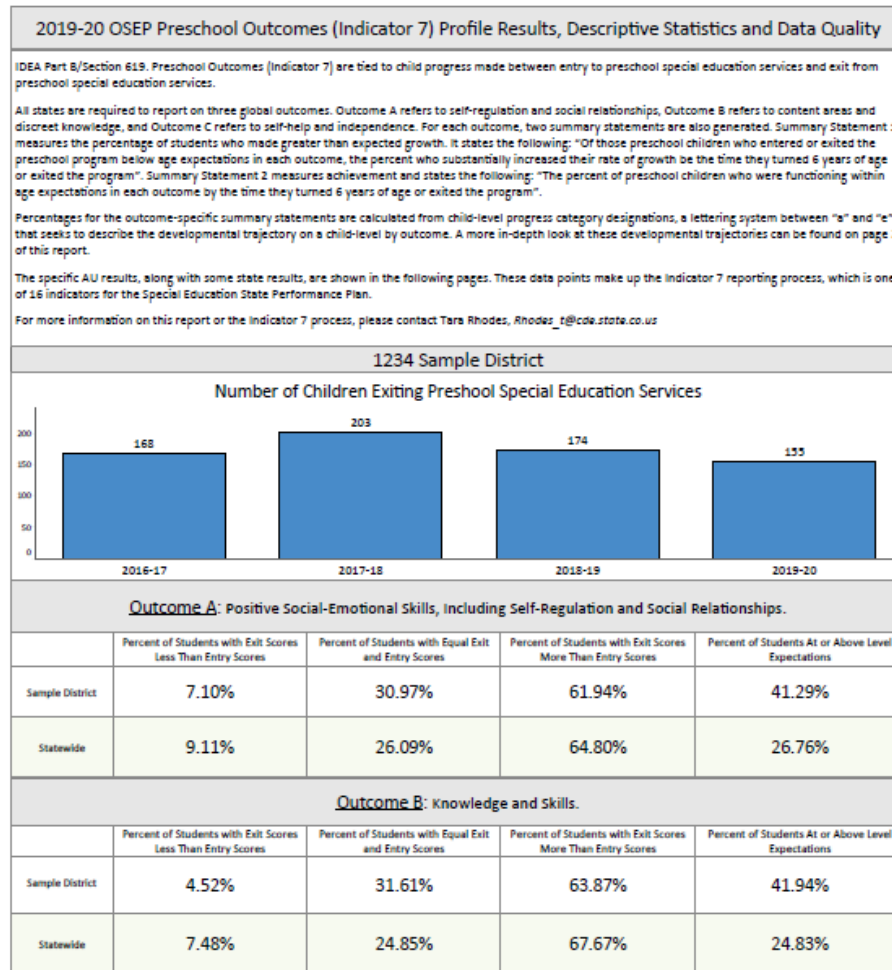 2019-20 OSEP Preschool Outcomes (Indicator 7) Profile Results, Descriptive Statistics and Data Quality
IDEA Part B/Section 619. Preschool Outcomes (Indicator 7) are tied to child progress made between entry to preschool special education services and exit from
preschool special education services.
All states are required to report on three global outcomes. Outcome A refers to self-regulation and social relationships, Outcome B refers to content areas and
discreet knowledge, and Outcome C refers to self-help and independence. For each outcome, two summary statements are also generated. Summary Statement
measures the percentage of students who made greater than expected growth. It states the following: "Of those preschool children who entered or exited the
preschool program below age expectations in each outcome, the percent who substantially increased their rate of growth be the time they turned 6 years of age
or exited the program". Summary Statement 2 measures achievement and states the following: "The percent of preschool children who were functioning within
age expectations in each outcome by the time they turned 6 years of age or exited the program".
Percentages for the outcome-specific summary statements are calculated from child-level progress category designations, a lettering system between "a" and "e"
that seeks to describe the developmental trajectory on a child-level by outcome. A more in-depth look at these developmental trajectories can be found on page
of this report.
The specific AU results, along with some state results, are shown in the following pages. These data points make up the Indicator 7 reporting process, which is one
of 16 indicators for the Special Education State Performance Plan.
For more information on this report or the Indicator 7 process, please contact Tara Rhodes, Rhodes_t@cde.state.co.us
1234 Sample District
Number of Children Exiting Preshool Special Education Services
200
150
100
50
0
168
203
174
155
2016-17 2017-18 2018-19 2019-20
Outcome A: Positive Social-Emotional Skills, Including Self-Regulation and Social Relationships.
Percent of Students with Exit Scores Less Than Entry Scores
Percent of Students with Equal Exit and Entry Scores
Percent of Students with Exit Scores More Than Entry Scores
Percent of Students At or Above Level Expectations
Sample District 7.10% 30.97% 61.94% 41.29%
Statewide 9.11% 26.09% 64.80% 26.76%
Outcome B: Knowledge and Skills.
Percent of Students with Exit Scores Less Than Entry Scores
Percent of Students with Equal Exit and Entry Scores
Percent of Students with Exit Scores More Than Entry Scores
Percent of Students At or Above Level Expectations
Sample District 4.52% 31.61% 63.87% 41.94%
Statewide 7.48% 24.85% 67.67% 24.83%